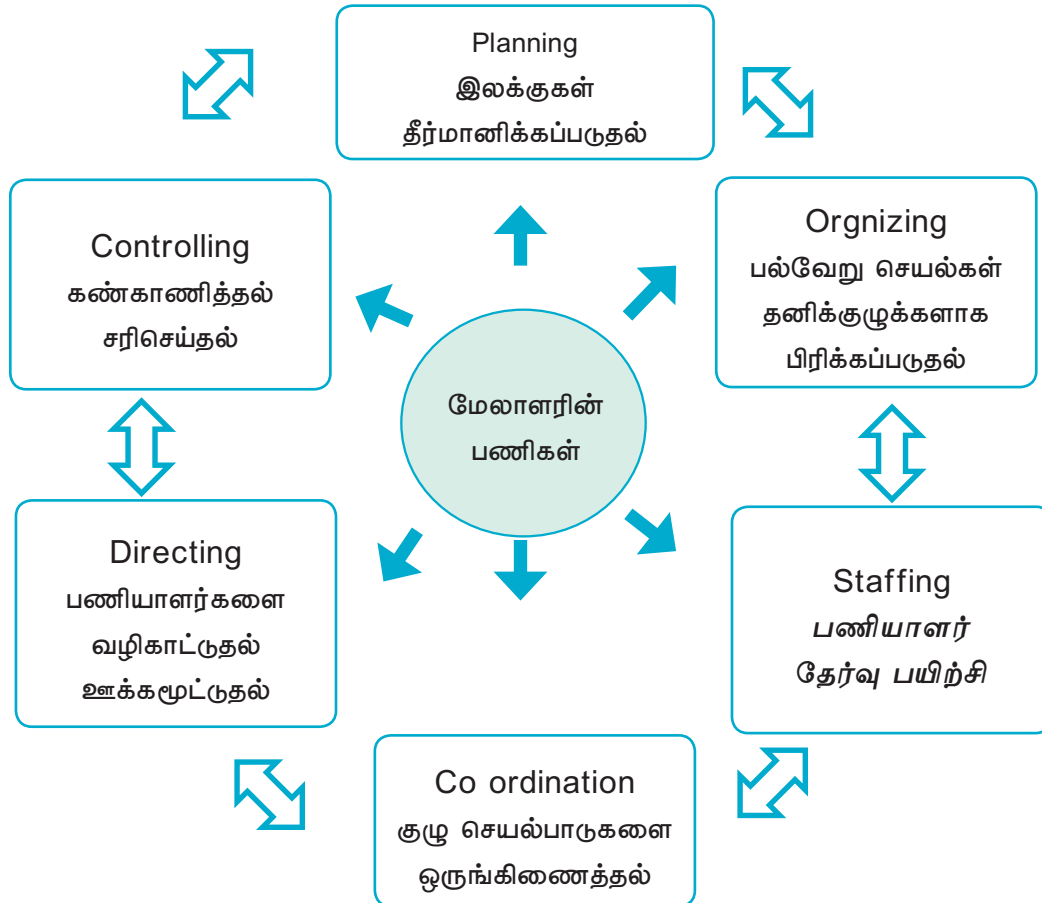 Planning
இலக்குகள்
தீர்மானிக்கப்படுதல்
Controlling
கண்காணித்தல்
சரிசெய்தல்
Orgnizing
பல்வேறு செயல்கள்
தனிக்குழுக்களாக
பிரிக்கப்படுதல்
மேலாளரின்
பணிகள்
Directing
பணியாளர்களை
வழிகாட்டுதல்
ஊக்கமூட்டுதல்
Staffing
பணியாளர்
தேர்வு பயிற்சி
Co ordination
குழு செயல்பாடுகளை
ஒருங்கிணைத்தல்